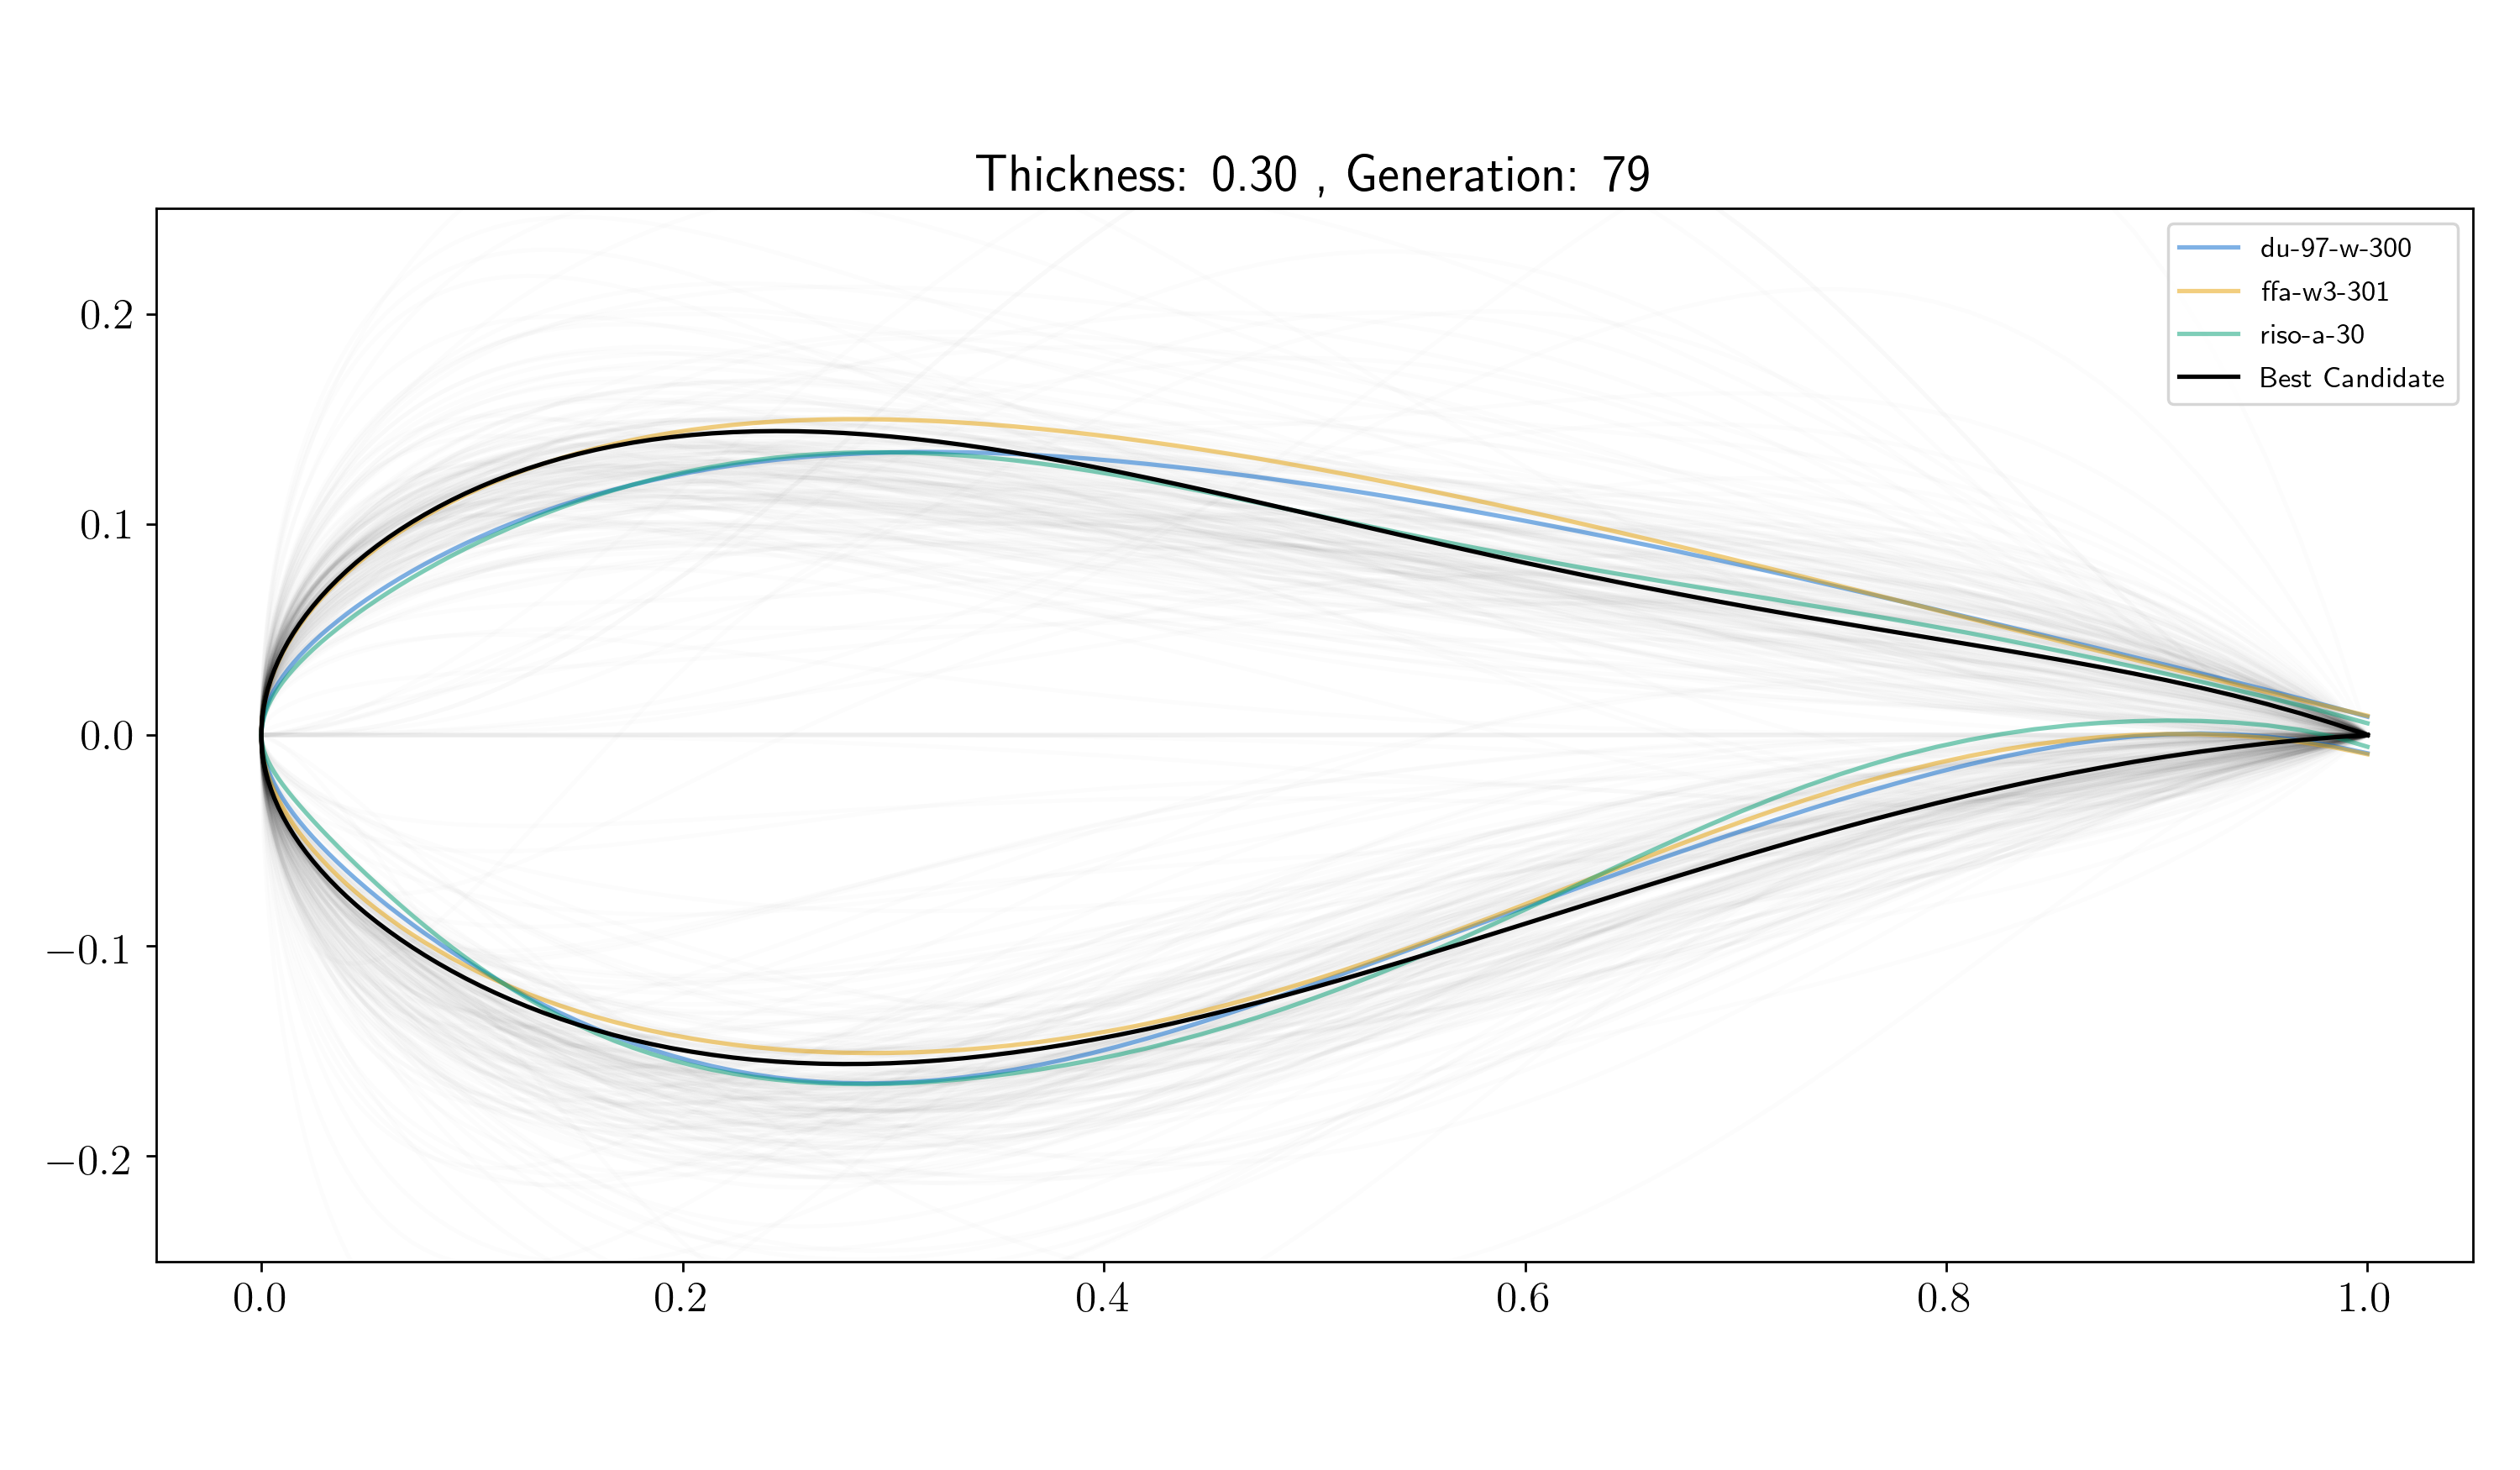 Thickness: 0.30 , Generation: 79
du-97-w-300
ffa-w3-301
riso-a-30
Best Candidate
0.2
0.1
0.0
−0.1
−0.2
0.0 0.2 0.4 0.6 0.8 1.0